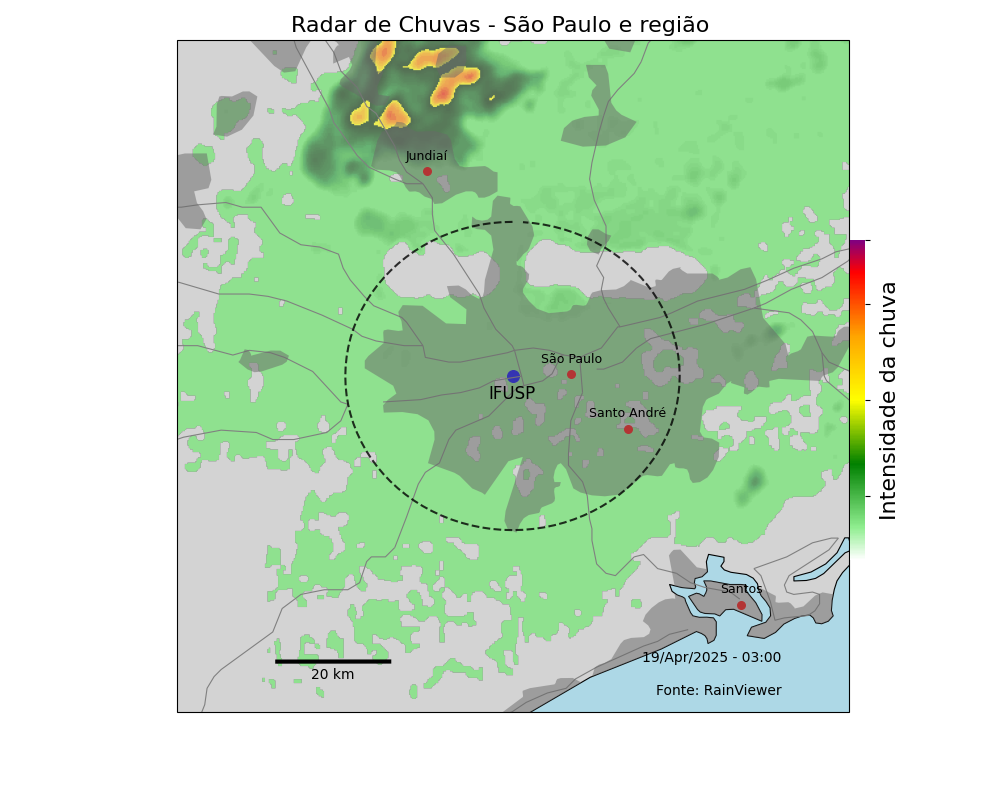 Radar de Chuvas - São Paulo e região
Jundiaí
São Paulo
IFUSP
Santo André
Intensidade da chuva
Santos
19/Apr/2025 - 03:00
20 km
Fonte: RainViewer